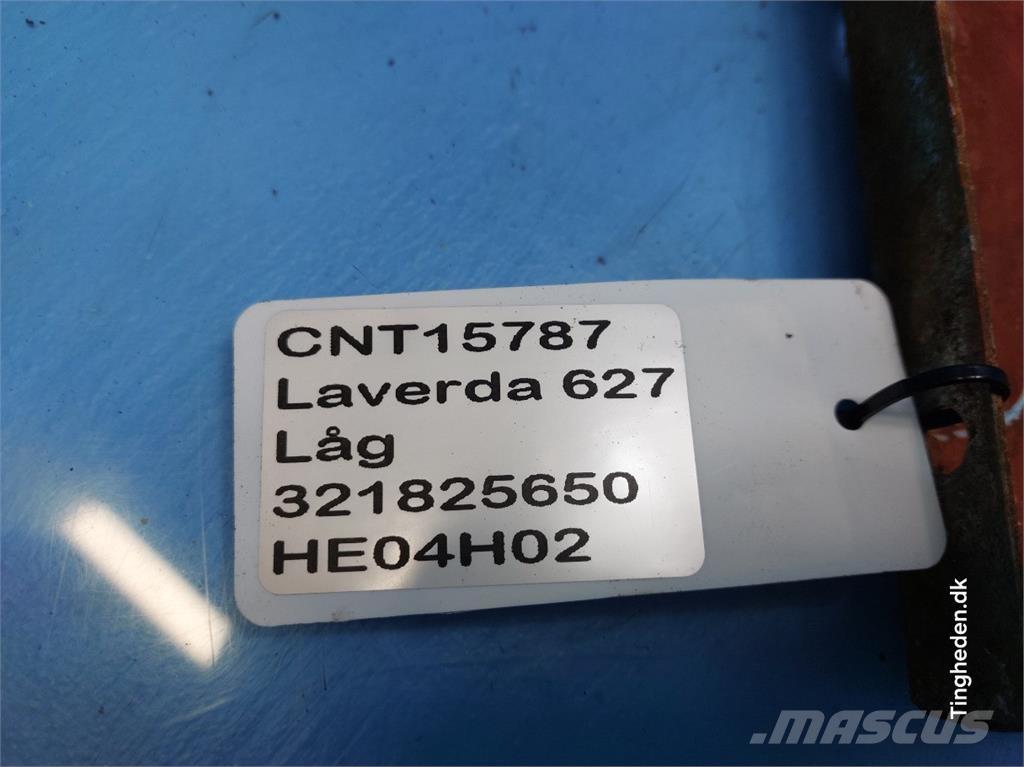 CNT15787
Laverda 627
Låg
321825650
HE04H02
Tingheden.dk
MASCUS